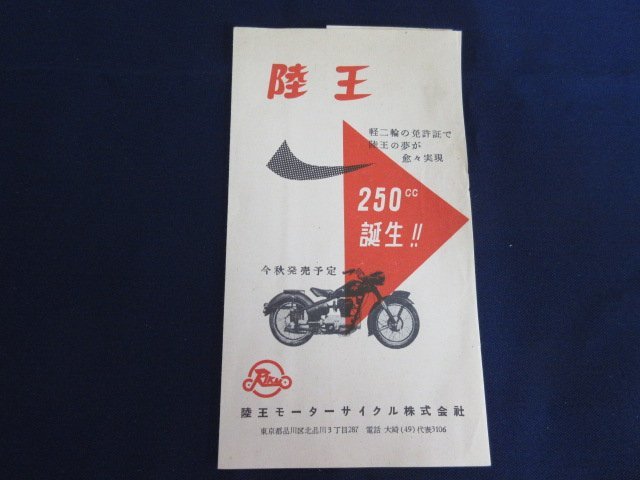 陸王
軽二輪の免許証で
陸王の夢が
愈々実現
250cc
誕生!!
今秋発売予定
RIKUO
陸王モーターサイクル株式会社
東京都品川区北品川3丁目287 電話 大崎(49)代表3106